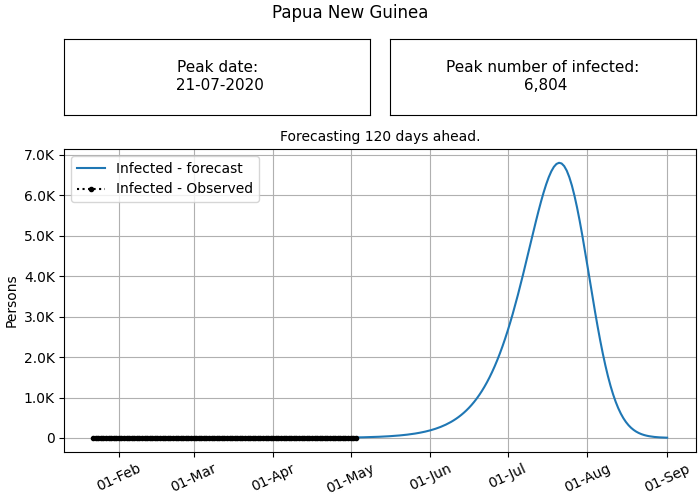 Papua New Guinea
Peak date:
21-07-2020
Peak number of infected:
6,804
Forecasting 120 days ahead.
Infected - forecast
Infected - Observed
Persons
7.0K
6.0K
5.0K
4.0K
3.0K
2.0K
1.0K
0
01-Feb
01-Mar
01-Apr
01-May
01-Jun
01-Jul
01-Aug
01-Sep